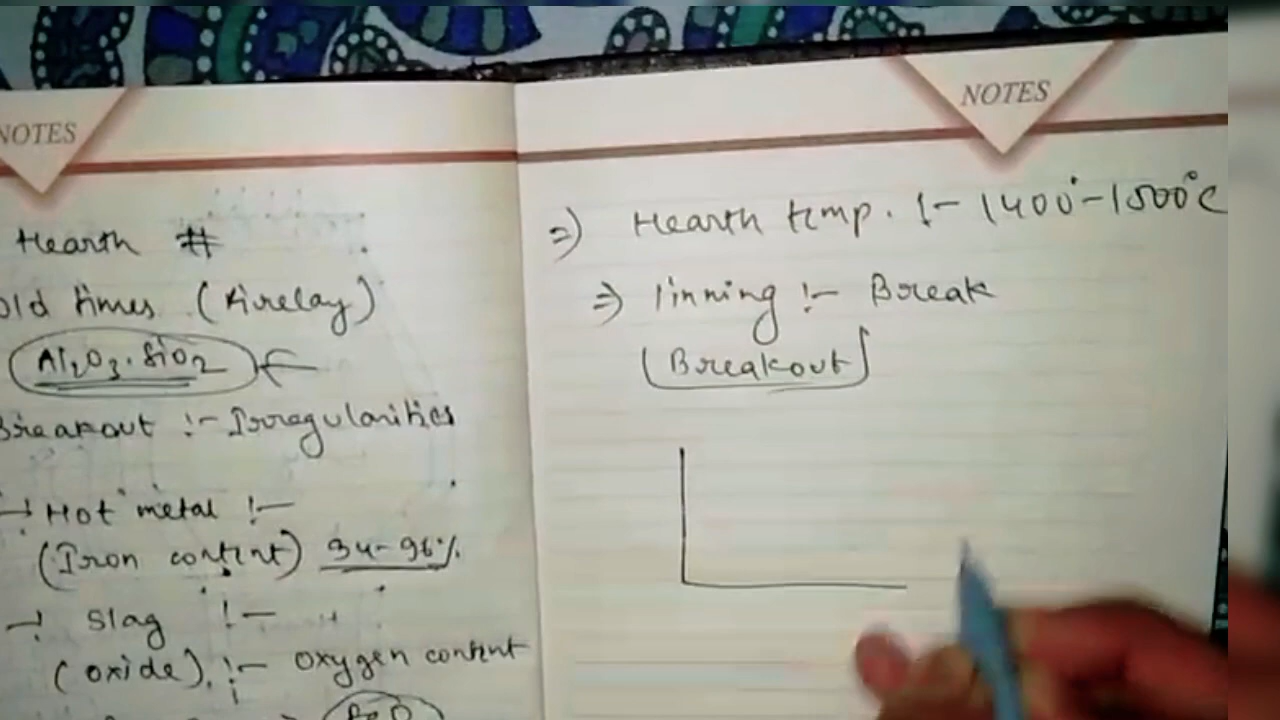 NOTES
Hearth #
old times (Fireclay)
Al2O3.SiO2
Breakout :- Irregularities
→ Hot metal :-
(Iron content) 94-96%
→ Slag :-
(oxide). :- oxygen content
NOTES
⇒ Hearth temp. :- 1400°-1500°C
⇒ linning :- Break
(Breakout)